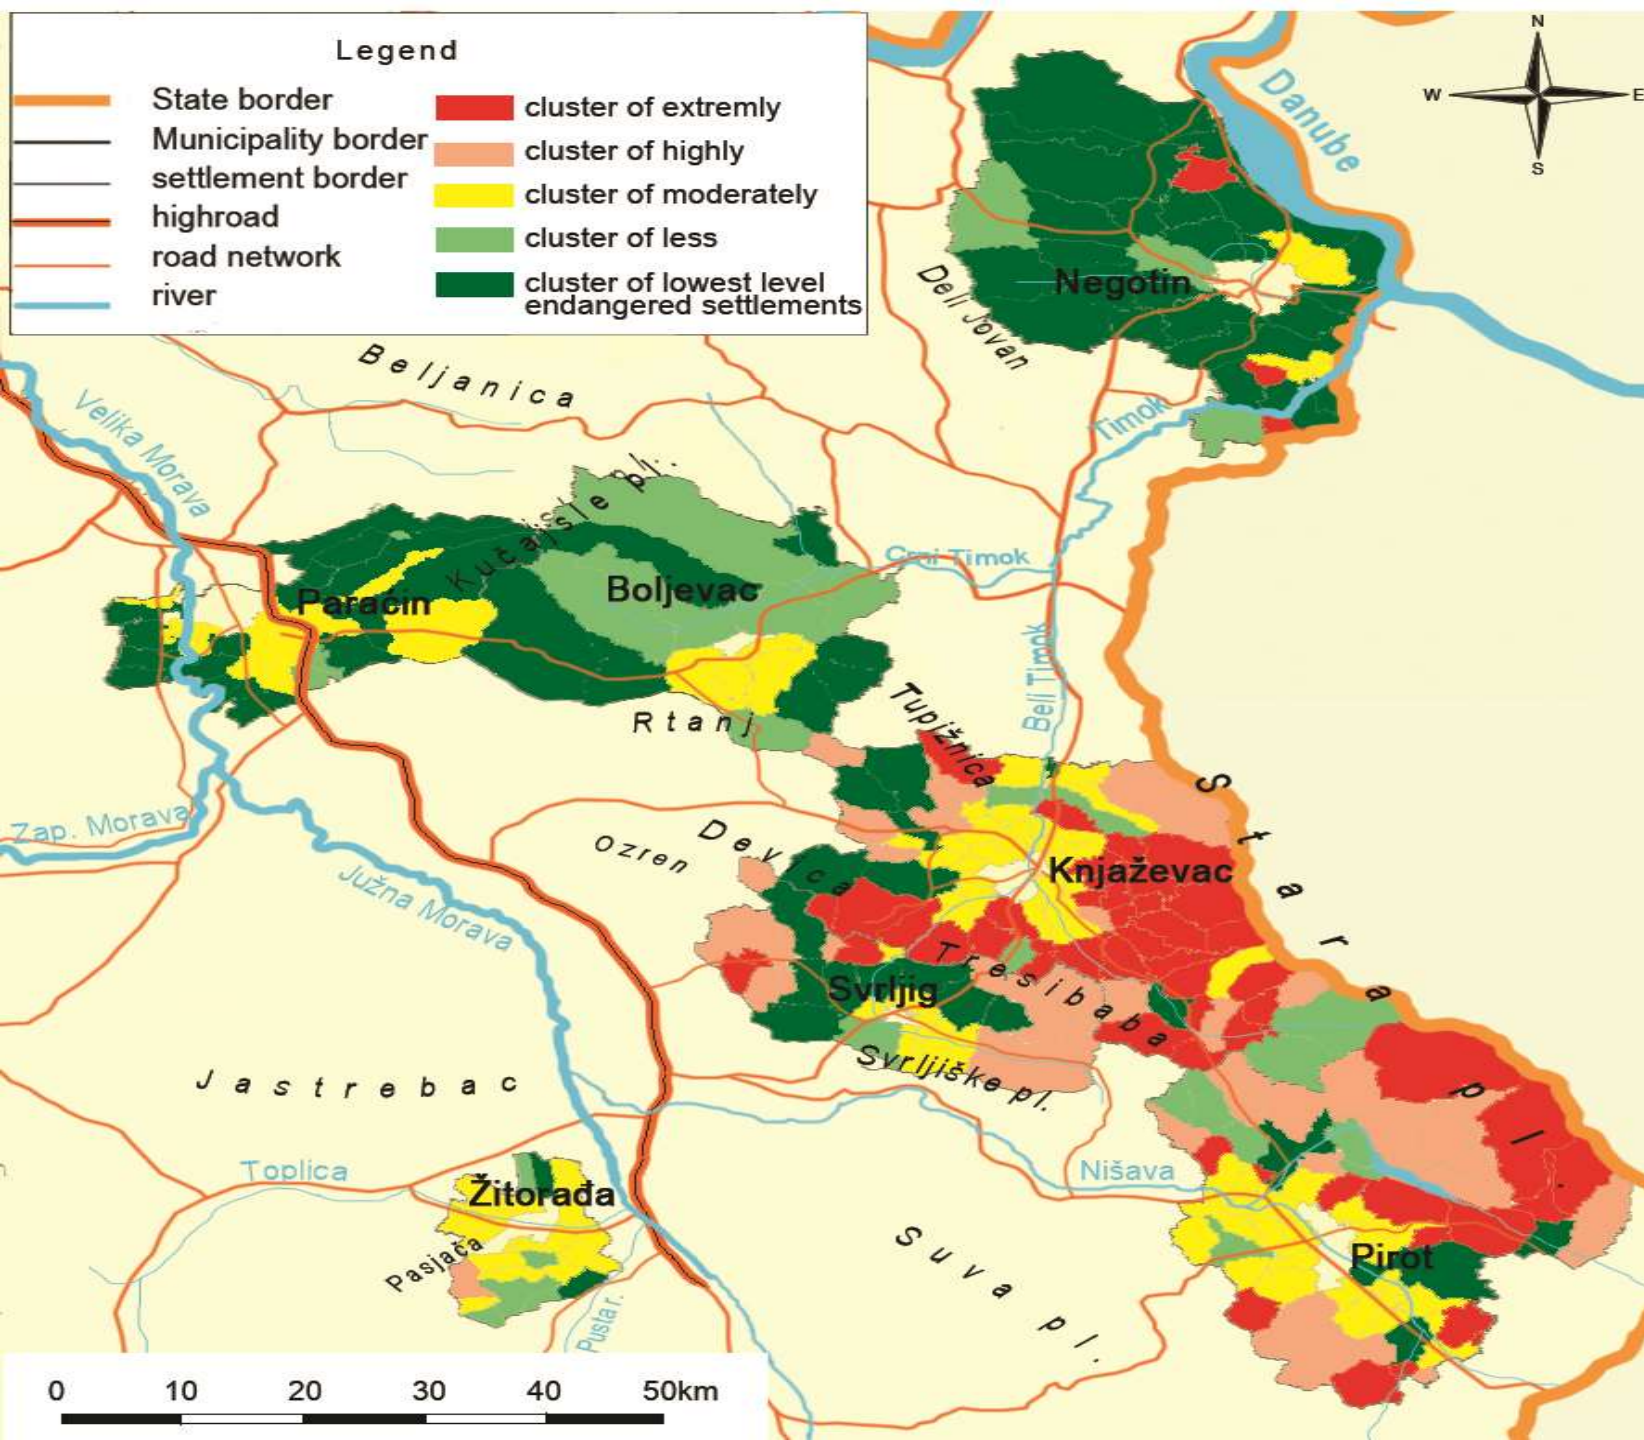 Legend
State border
Municipality border
settlement border
highroad
road network
river
cluster of extremly
cluster of highly
cluster of moderately
cluster of less
cluster of lowest level
endangered settlements
N
W
E
S
Danube
Negotin
Deli Jovan
Beljanica
Velika Morava
Timok
Kučajsle pl.
Crni Timok
Boljevac
Paraćin
Beli Timok
Rtanj
Tupižnica
Stara pl.
Zap. Morava
Ozren
Devica
Knjaževac
Južna Morava
Tresibaba
Svrljig
Svrljiške pl.
Jastrebac
Toplica
Nišava
Žitorađa
Pasjača
Suva pl.
Pirot
Pustar.
0 10 20 30 40 50km